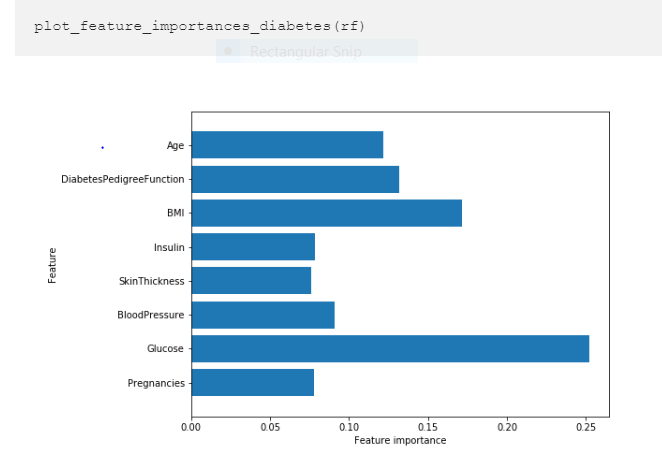 plot_feature_importances_diabetes(rf)
Rectangular Snip
Age
DiabetesPedigreeFunction
BMI
Insulin
SkinThickness
BloodPressure
Glucose
Pregnancies
Feature
0.00 0.05 0.10 0.15 0.20 0.25
Feature importance